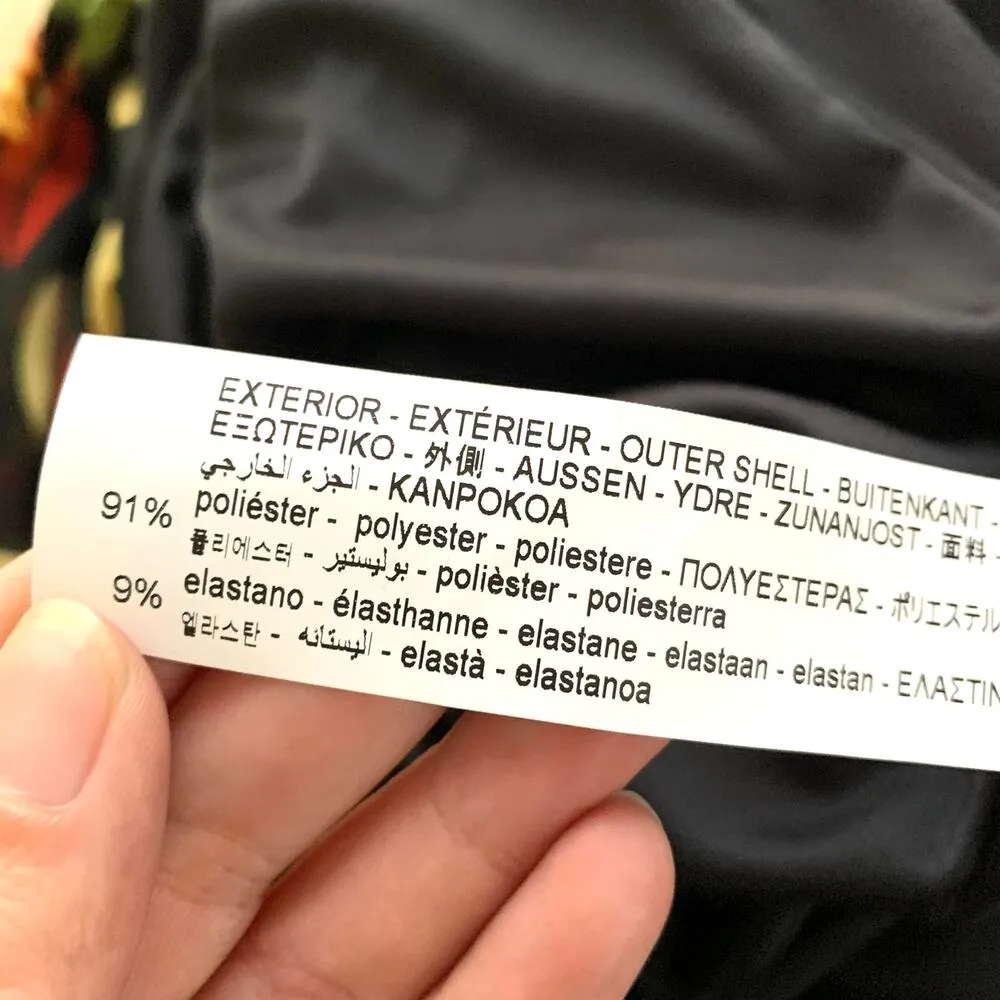 EXTERIOR - EXTÉRIEUR - OUTER SHELL - BUITENKANT -
ΕΞΩΤΕΡΙΚΟ - 外側 - AUSSEN - YDRE - ZUNANJOST - 面料 -
الجزء الخارجي - KANPOKOA
91% poliéster - polyester - poliestere - ΠΟΛΥΕΣΤΕΡΑΣ - ポリエステル
폴리에스터 - بوليستير - polièster - poliesterra
9% elastano - élasthanne - elastane - elastaan - elastan - ΕΛΑΣΤΙΝ
엘라스탄 - اليستانه - elastà - elastanoa